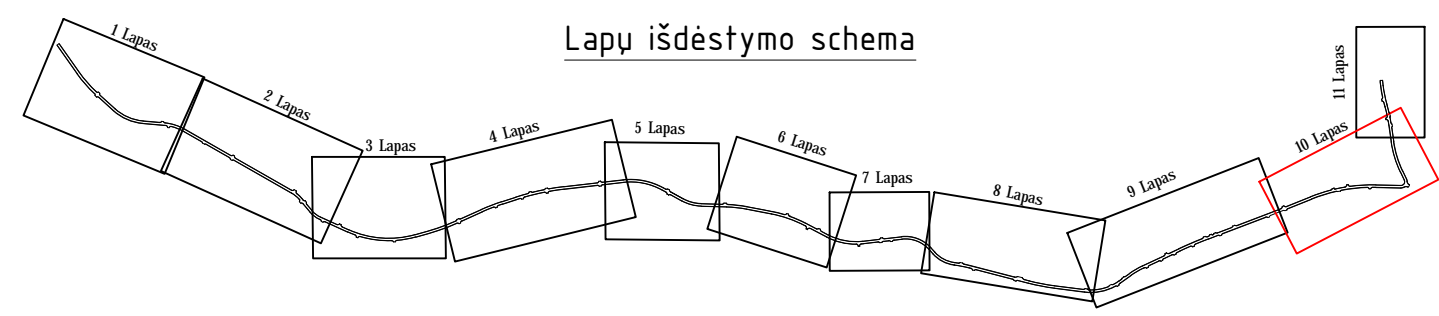 Lapų išdėstymo schema
1 Lapas
2 Lapas
3 Lapas
4 Lapas
5 Lapas
6 Lapas
7 Lapas
8 Lapas
9 Lapas
10 Lapas
11 Lapas